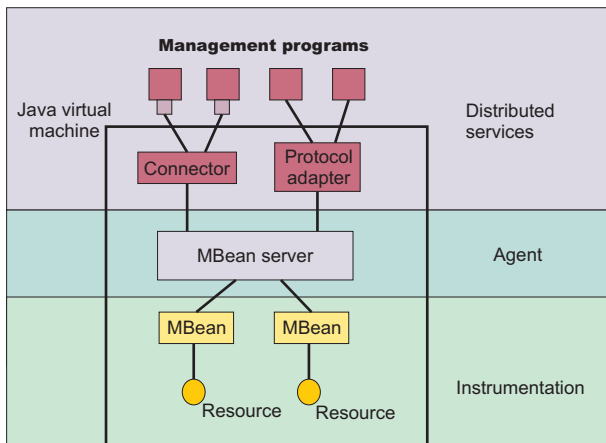 Management programs
Java virtual
machine
Distributed
services
Connector
Protocol
adapter
MBean server
Agent
MBean
MBean
Instrumentation
Resource
Resource